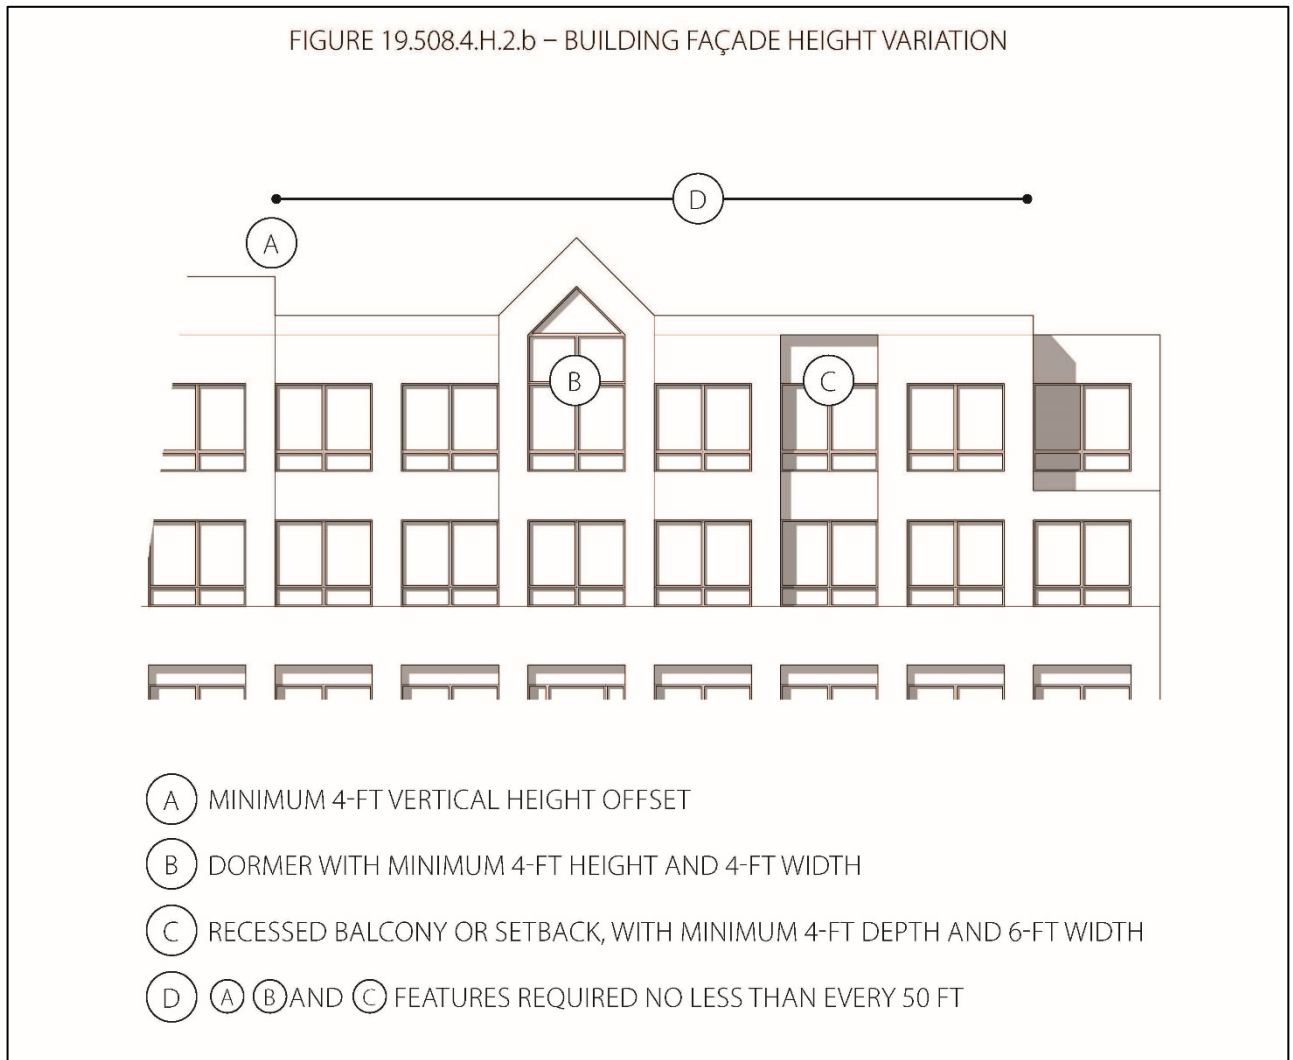 FIGURE 19.508.4.H.2.b – BUILDING FAÇADE HEIGHT VARIATION
D
A
B
C
A MINIMUM 4-FT VERTICAL HEIGHT OFFSET
B DORMER WITH MINIMUM 4-FT HEIGHT AND 4-FT WIDTH
C RECESSED BALCONY OR SETBACK, WITH MINIMUM 4-FT DEPTH AND 6-FT WIDTH
D A B AND C FEATURES REQUIRED NO LESS THAN EVERY 50 FT